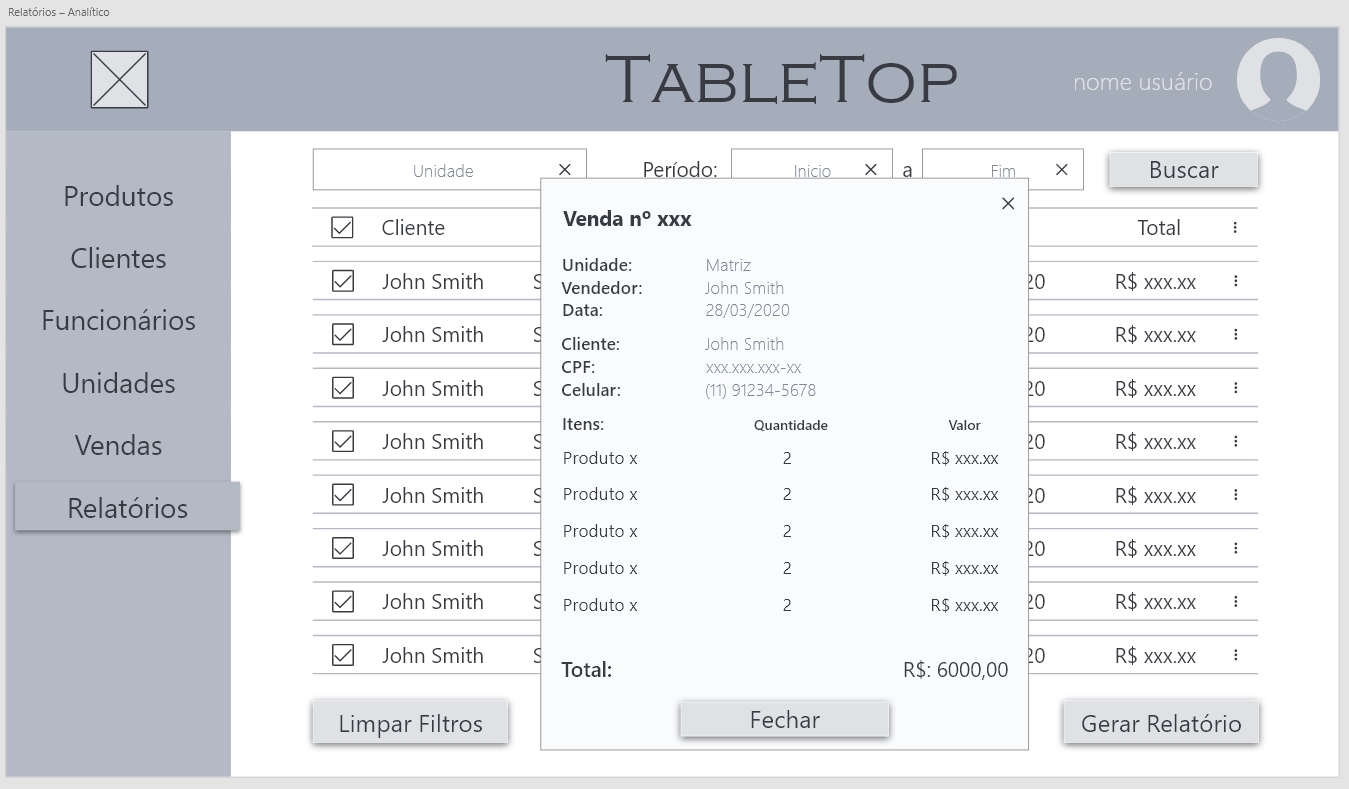 Relatórios – Analítico
TableTop
nome usuário
Produtos
Clientes
Funcionários
Unidades
Vendas
Relatórios
Unidade
Período: Inicio a Fim
Buscar
Cliente Total
John Smith S 20 R$ xxx.xx
John Smith S 20 R$ xxx.xx
John Smith S 20 R$ xxx.xx
John Smith S 20 R$ xxx.xx
John Smith S 20 R$ xxx.xx
John Smith S 20 R$ xxx.xx
John Smith S 20 R$ xxx.xx
John Smith S 20 R$ xxx.xx
Venda nº xxx
Unidade: Matriz
Vendedor: John Smith
Data: 28/03/2020
Cliente: John Smith
CPF: xxx.xxx.xxx-xx
Celular: (11) 91234-5678
Itens: Quantidade Valor
Produto x 2 R$ xxx.xx
Produto x 2 R$ xxx.xx
Produto x 2 R$ xxx.xx
Produto x 2 R$ xxx.xx
Produto x 2 R$ xxx.xx
Total: R$: 6000,00
Fechar
Limpar Filtros
Gerar Relatório